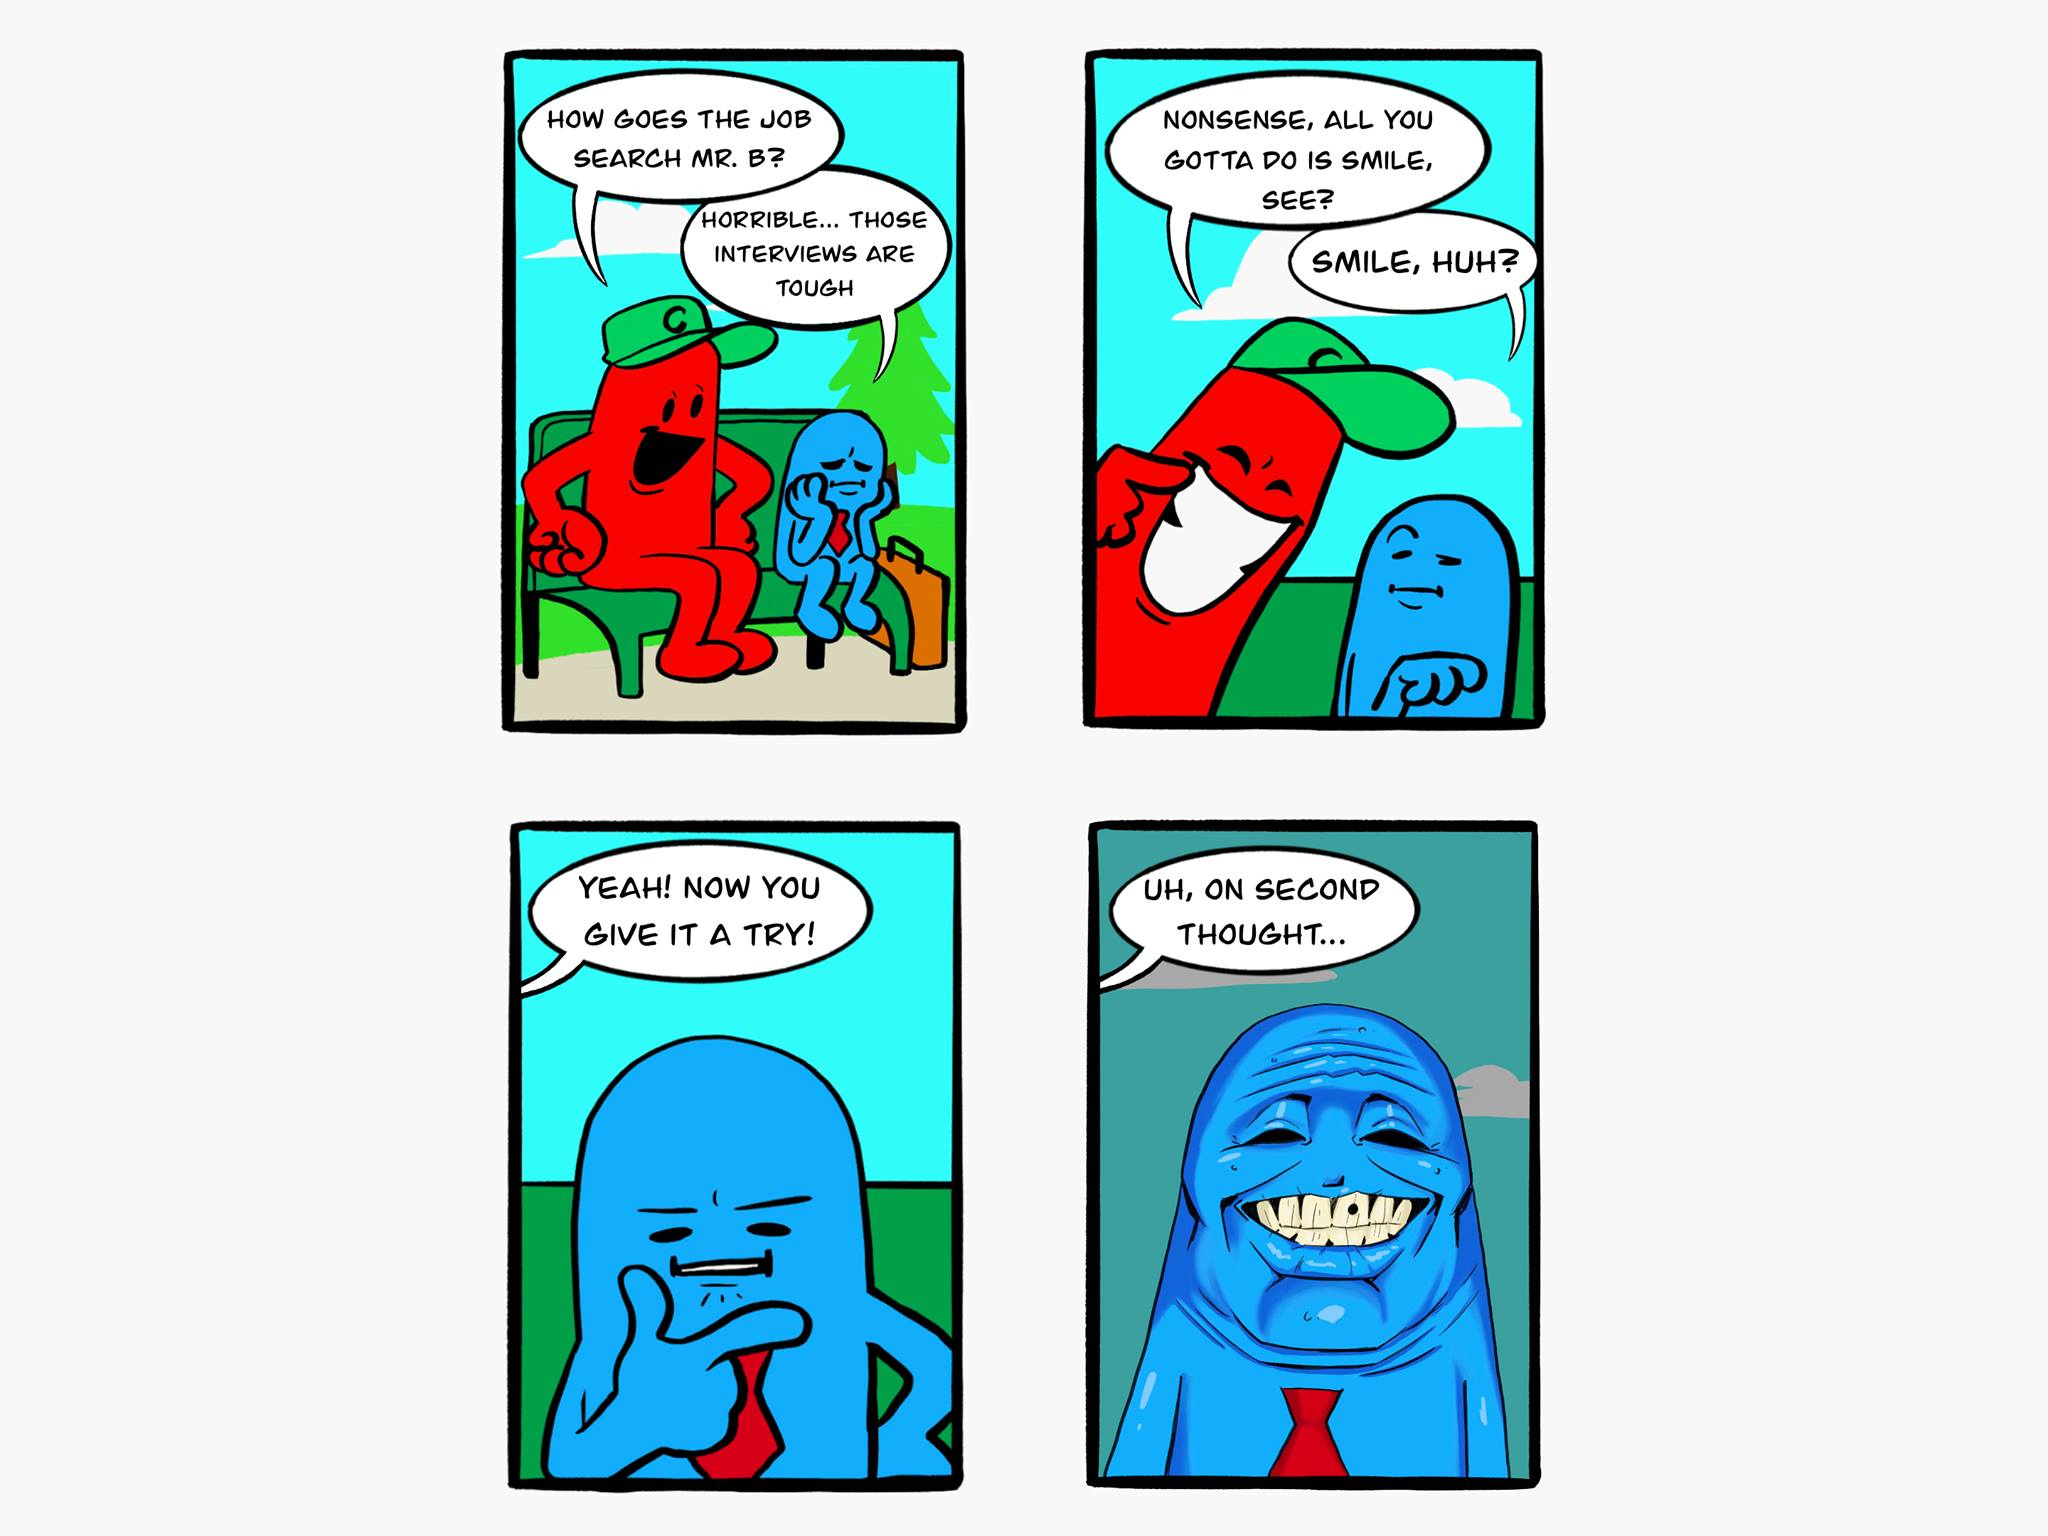 HOW GOES THE JOB
SEARCH MR. B?
HORRIBLE... THOSE
INTERVIEWS ARE
TOUGH
C
NONSENSE, ALL YOU
GOTTA DO IS SMILE,
SEE?
SMILE, HUH?
C
YEAH! NOW YOU
GIVE IT A TRY!
UH, ON SECOND
THOUGHT...